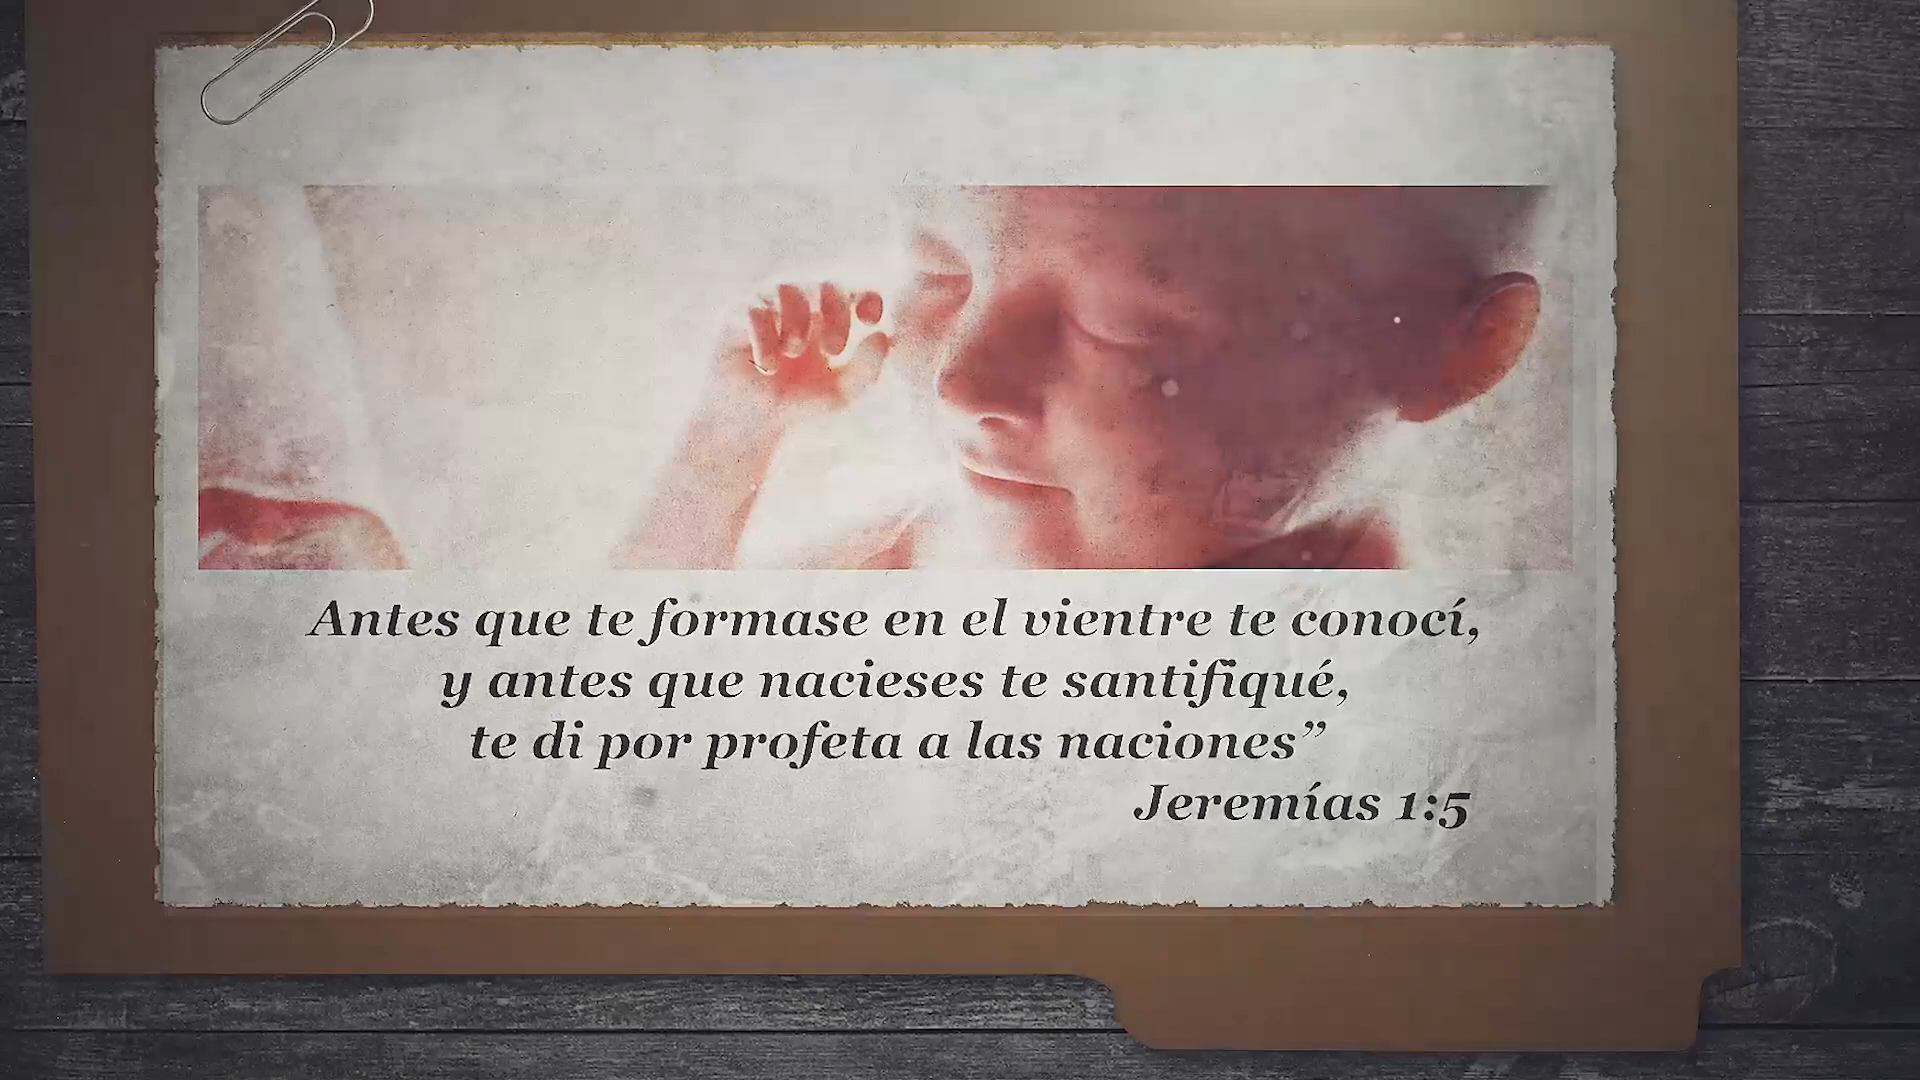 Antes que te formase en el vientre te conocí,
y antes que nacieses te santifiqué,
te di por profeta a las naciones”
Jeremías 1:5